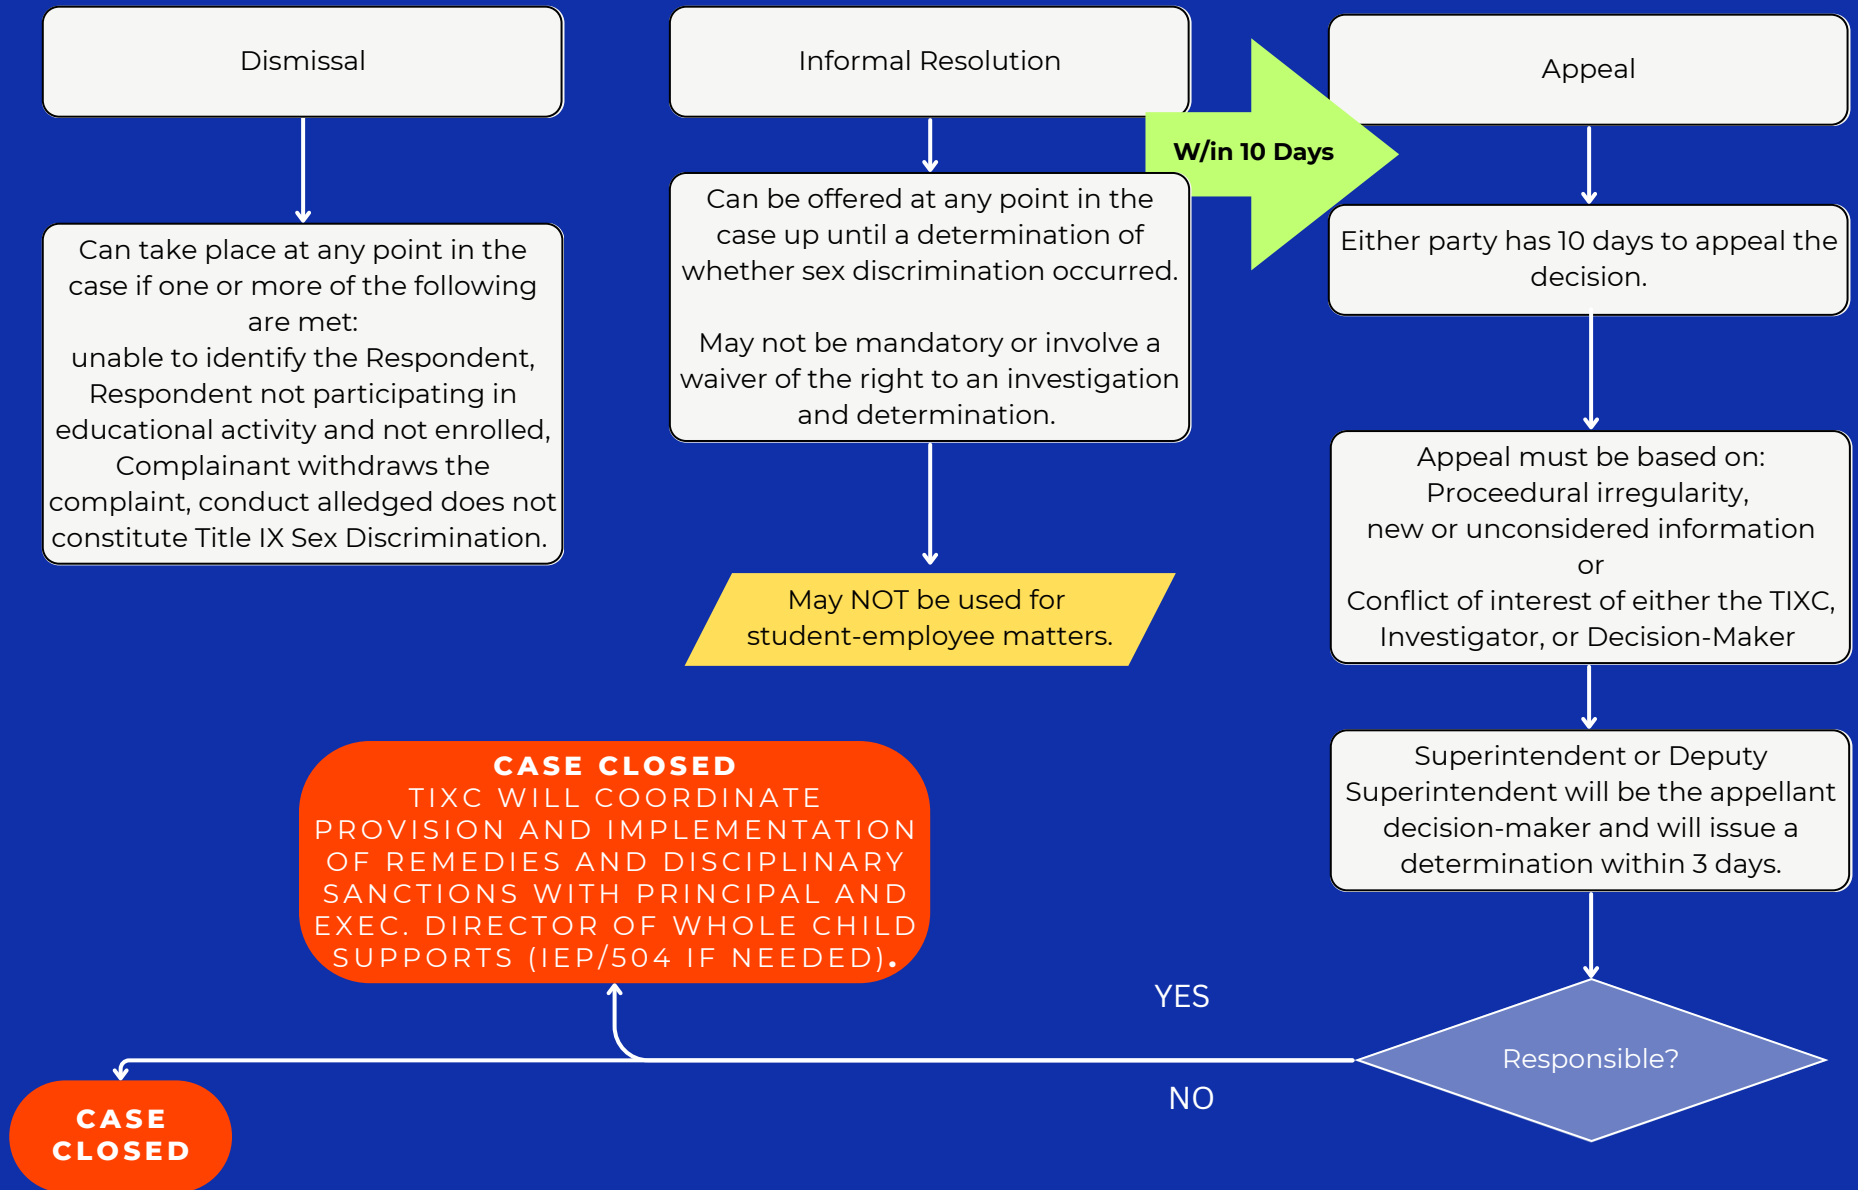 Dismissal
Can take place at any point in the
case if one or more of the following
are met:
unable to identify the Respondent,
Respondent not participating in
educational activity and not enrolled,
Complainant withdraws the
complaint, conduct alledged does not
constitute Title IX Sex Discrimination.
Informal Resolution
Can be offered at any point in the
case up until a determination of
whether sex discrimination occurred.
May not be mandatory or involve a
waiver of the right to an investigation
and determination.
May NOT be used for
student-employee matters.
W/in 10 Days
Appeal
Either party has 10 days to appeal the
decision.
Appeal must be based on:
Proceedural irregularity,
new or unconsidered information
or
Conflict of interest of either the TIXC,
Investigator, or Decision-Maker
Superintendent or Deputy
Superintendent will be the appellant
decision-maker and will issue a
determination within 3 days.
Responsible?
YES
NO
CASE CLOSED
TIXC WILL COORDINATE
PROVISION AND IMPLEMENTATION
OF REMEDIES AND DISCIPLINARY
SANCTIONS WITH PRINCIPAL AND
EXEC. DIRECTOR OF WHOLE CHILD
SUPPORTS (IEP/504 IF NEEDED).
CASE
CLOSED